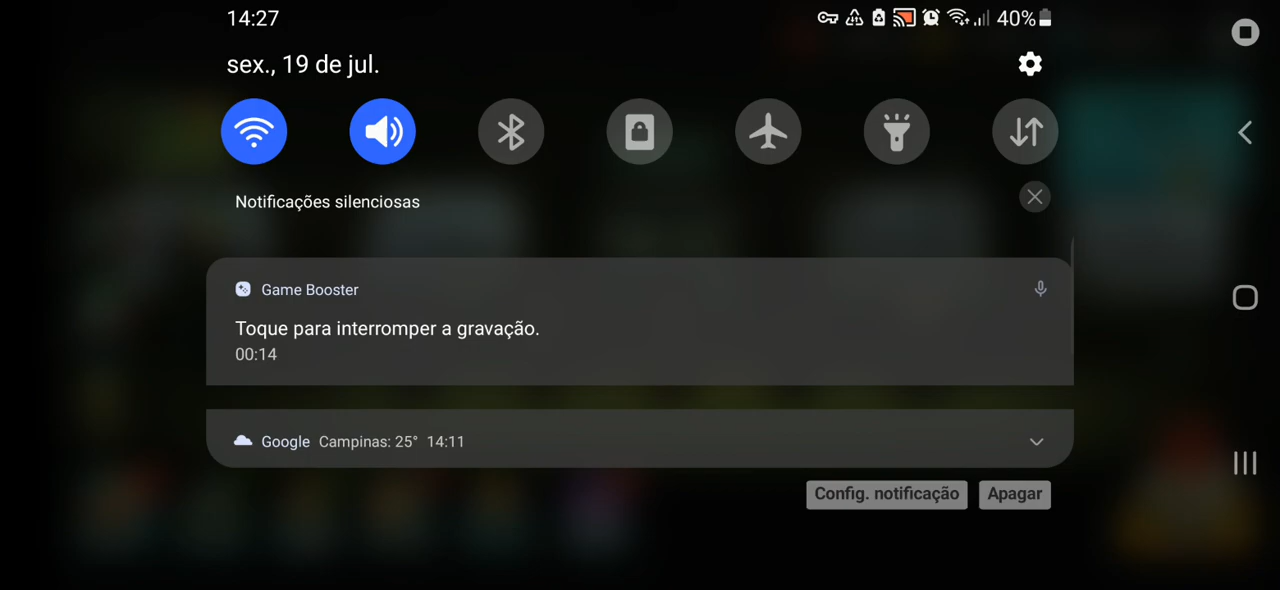 14:27 40%
sex., 19 de jul.
Notificações silenciosas
Game Booster
Toque para interromper a gravação.
00:14
Google Campinas: 25° 14:11
Config. notificação Apagar